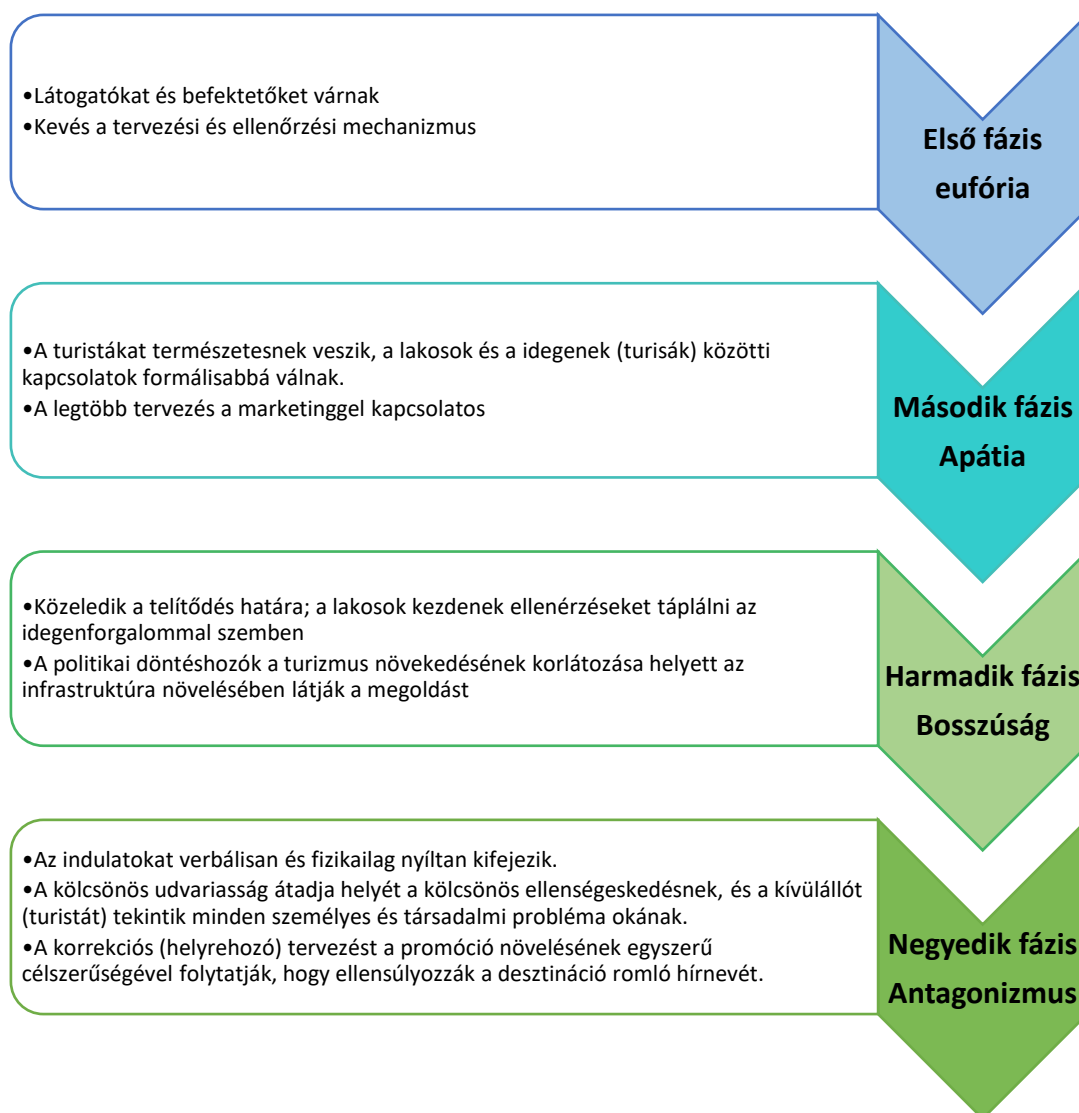 •Látogatókat és befektetőket várnak
•Kevés a tervezési és ellenőrzési mechanizmus
Első fázis
eufória
•A turistákat természetesnek veszik, a lakosok és a idegenek (turisák) közötti
kapcsolatok formálisabbá válnak.
•A legtöbb tervezés a marketinggel kapcsolatos
Második fázis
Apátia
•Közeledik a telítődés határa; a lakosok kezdenek ellenérzéseket táplálni az
idegenforgalommal szemben
•A politikai döntéshozók a turizmus növekedésének korlátozása helyett az
infrastruktúra növelésében látják a megoldást
Harmadik fázis
Bosszúság
•Az indulatokat verbálisan és fizikailag nyíltan kifejezik.
•A kölcsönös udvariasság átadja helyét a kölcsönös ellenségeskedésnek, és a kívülállót
(turistát) tekintik minden személyes és társadalmi probléma okának.
•A korrekciós (helyrehozó) tervezést a promóció növelésének egyszerű
célszerűségével folytatják, hogy ellensúlyozzák a desztináció romló hírnevét.
Negyedik fázis
Antagonizmus